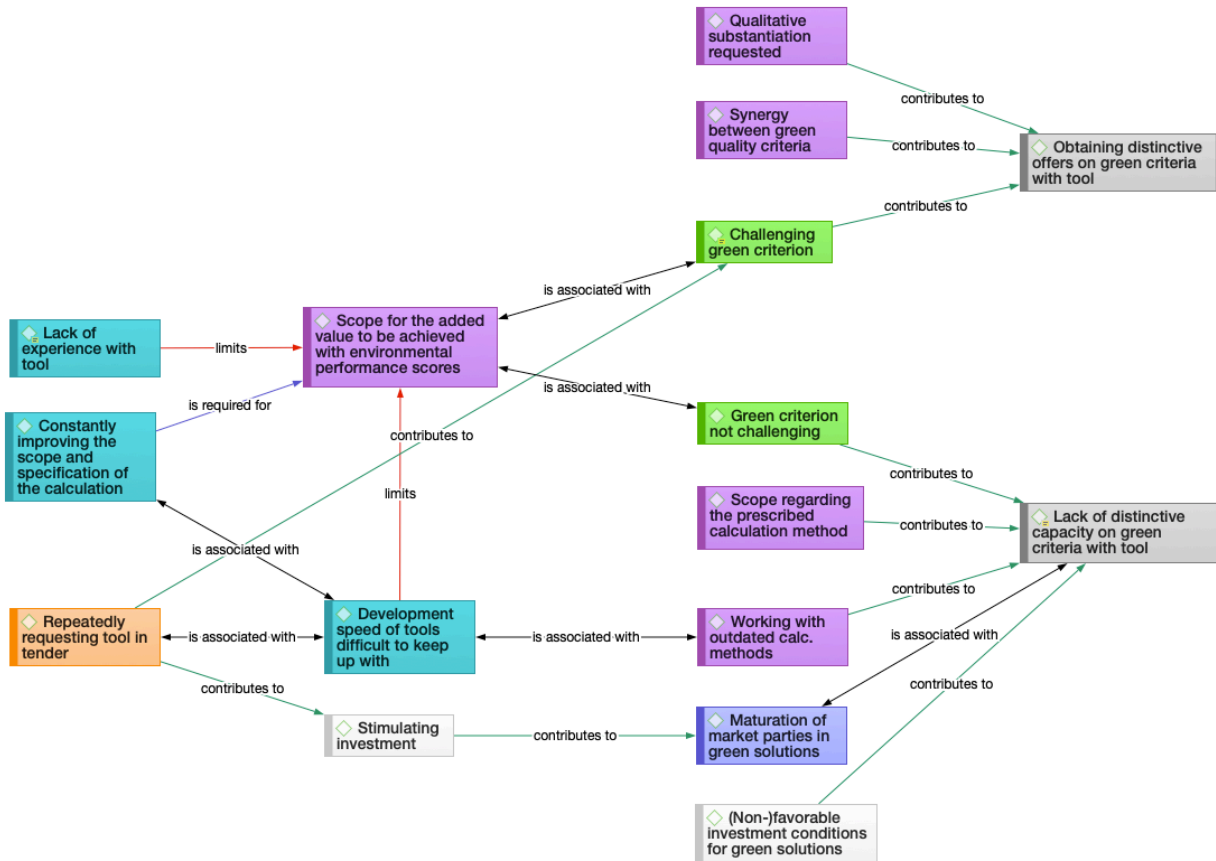 Qualitative
substantiation
requested
contributes to
Synergy
between green
quality criteria
contributes to
Obtaining distinctive
offers on green criteria
with tool
contributes to
Challenging
green criterion
is associated with
Scope for the added
value to be achieved
with environmental
performance scores
Lack of
experience with
tool
limits
is associated with
is required for
Constantly
improving the
scope and
specification of
the calculation
contributes to
Green criterion
not challenging
contributes to
limits
Scope regarding
the prescribed
calculation method
contributes to
Lack of distinctive
capacity on green
criteria with tool
is associated with
contributes to
Repeatedly
requesting tool in
tender
is associated with
Development
speed of tools
difficult to keep
up with
is associated with
Working with
outdated calc.
methods
is associated with
contributes to
contributes to
Stimulating
investment
contributes to
Maturation of
market parties in
green solutions
(Non-)favorable
investment conditions
for green solutions